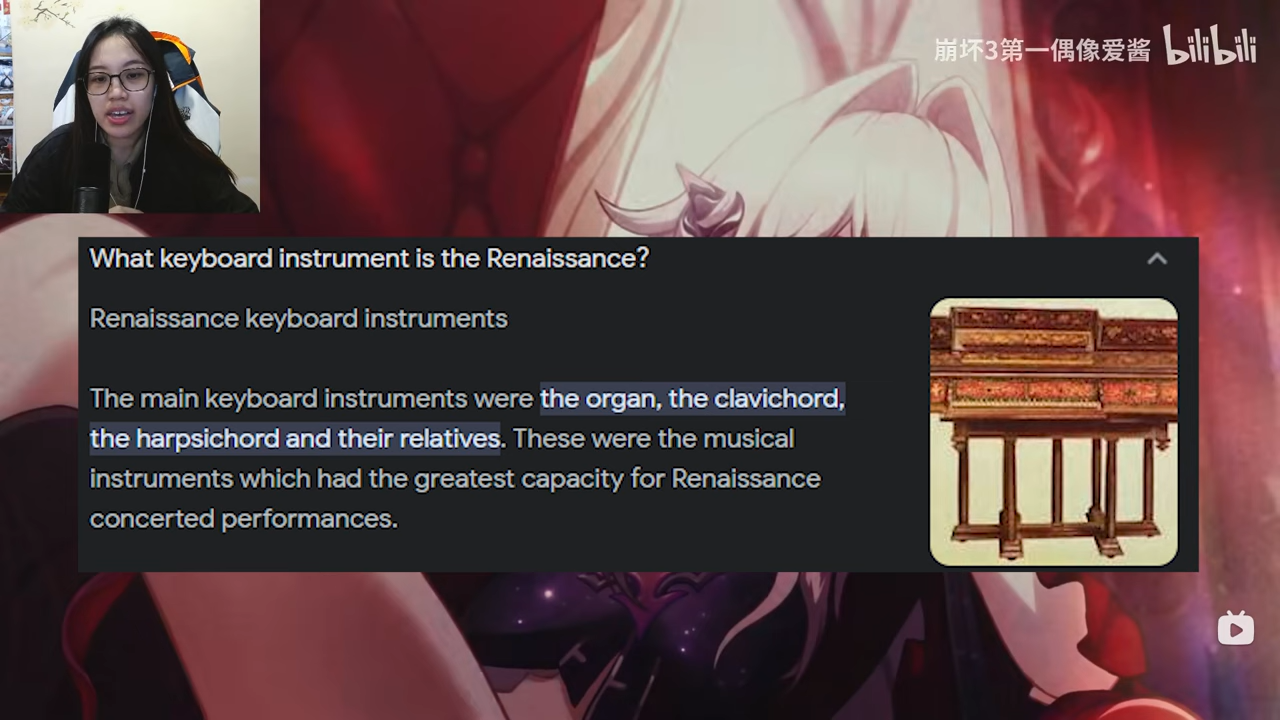 崩坏3第一偶像爱酱 bilibili
What keyboard instrument is the Renaissance?
Renaissance keyboard instruments
The main keyboard instruments were the organ, the clavichord,
the harpsichord and their relatives. These were the musical
instruments which had the greatest capacity for Renaissance
concerted performances.